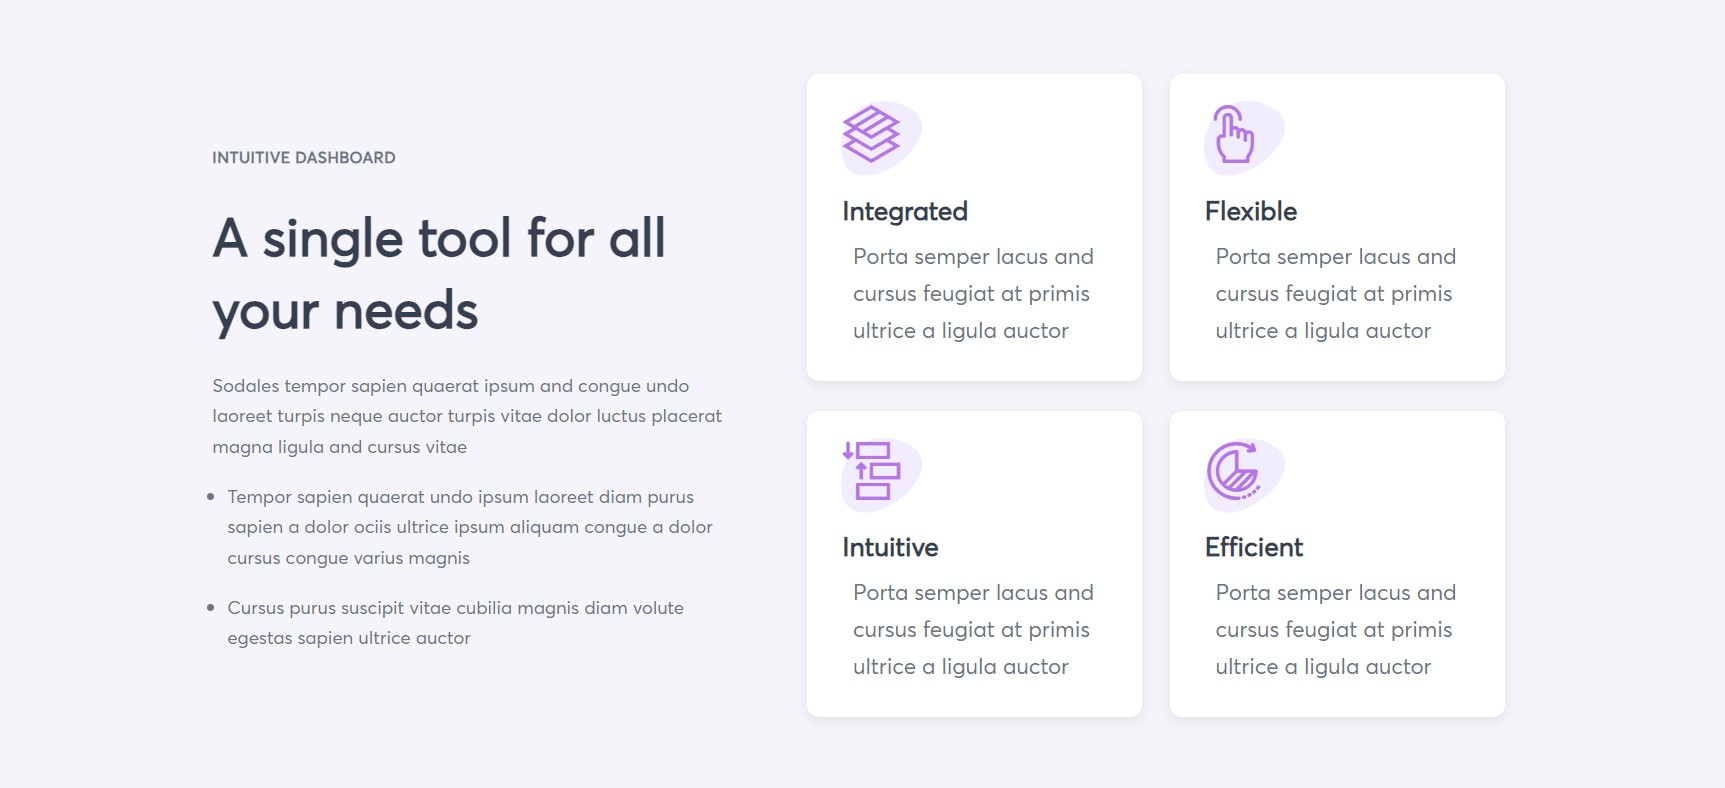 INTUITIVE DASHBOARD
A single tool for all
your needs
Sodales tempor sapien quaerat ipsum and congue undo
laoreet turpis neque auctor turpis vitae dolor luctus placerat
magna ligula and cursus vitae
Tempor sapien quaerat undo ipsum laoreet diam purus
sapien a dolor ociis ultrice ipsum aliquam congue a dolor
cursus congue varius magnis
Cursus purus suscipit vitae cubilia magnis diam volute
egestas sapien ultrice auctor
Integrated
Porta semper lacus and
cursus feugiat at primis
ultrice a ligula auctor
Flexible
Porta semper lacus and
cursus feugiat at primis
ultrice a ligula auctor
Intuitive
Porta semper lacus and
cursus feugiat at primis
ultrice a ligula auctor
Efficient
Porta semper lacus and
cursus feugiat at primis
ultrice a ligula auctor